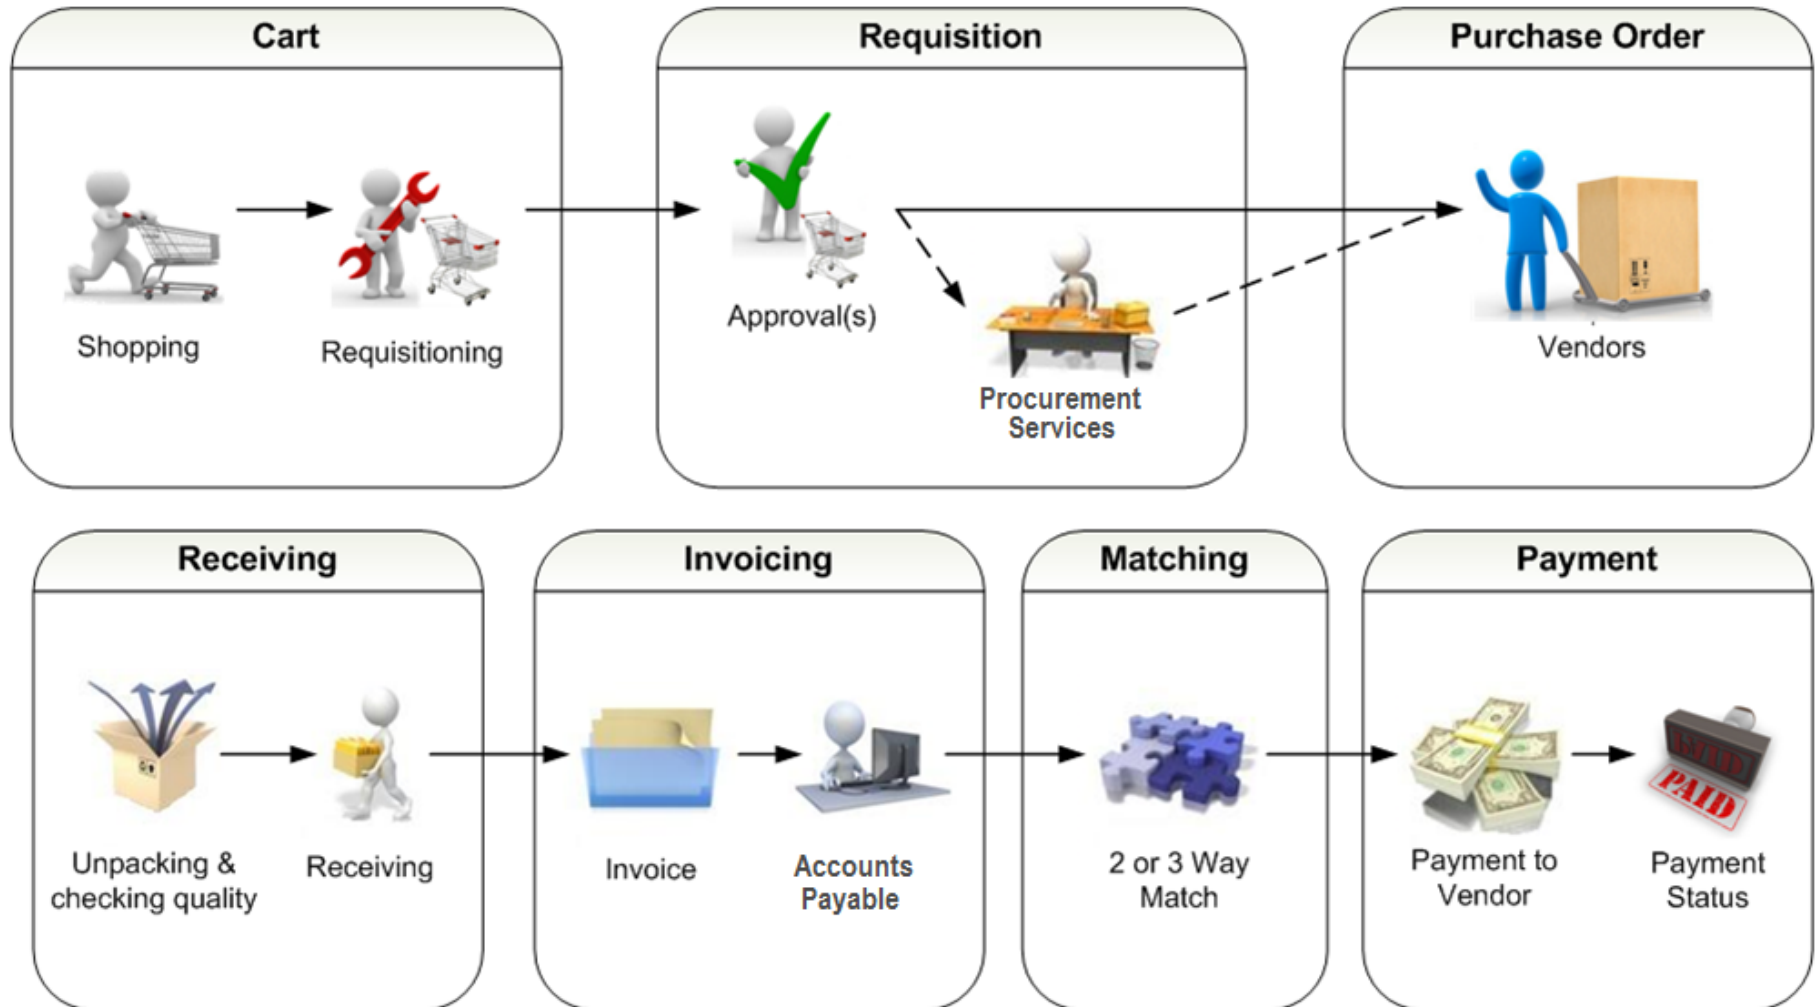 Cart
Requisition
Purchase Order
Shopping
Requisitioning
Approval(s)
Procurement
Services
Vendors
Receiving
Invoicing
Matching
Payment
Unpacking &
checking quality
Receiving
Invoice
Accounts
Payable
2 or 3 Way
Match
Payment to
Vendor
PAID
PAID
Payment
Status